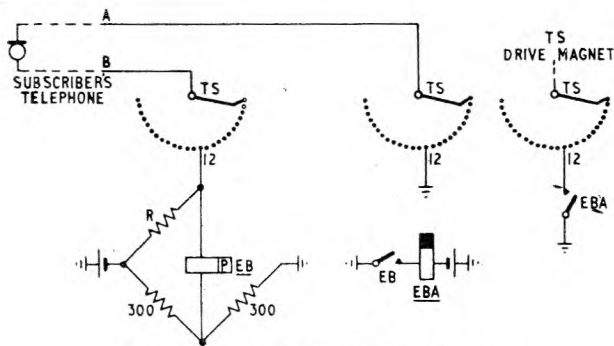 A
B
SUBSCRIBER'S
TELEPHONE
TS
TS
TS
DRIVE MAGNET
TS
12
12
12
R
P
EB
300
300
EB
EBA
EBA